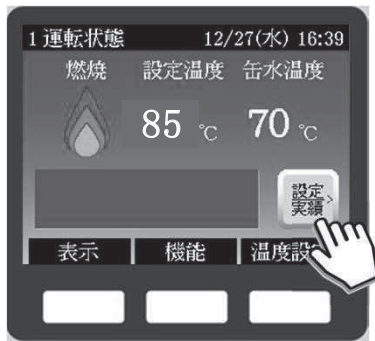 1 運転状態 12/27(水) 16:39
燃焼 設定温度 缶水温度
85 ℃ 70 ℃
設定
実績
表示 機能 温度設